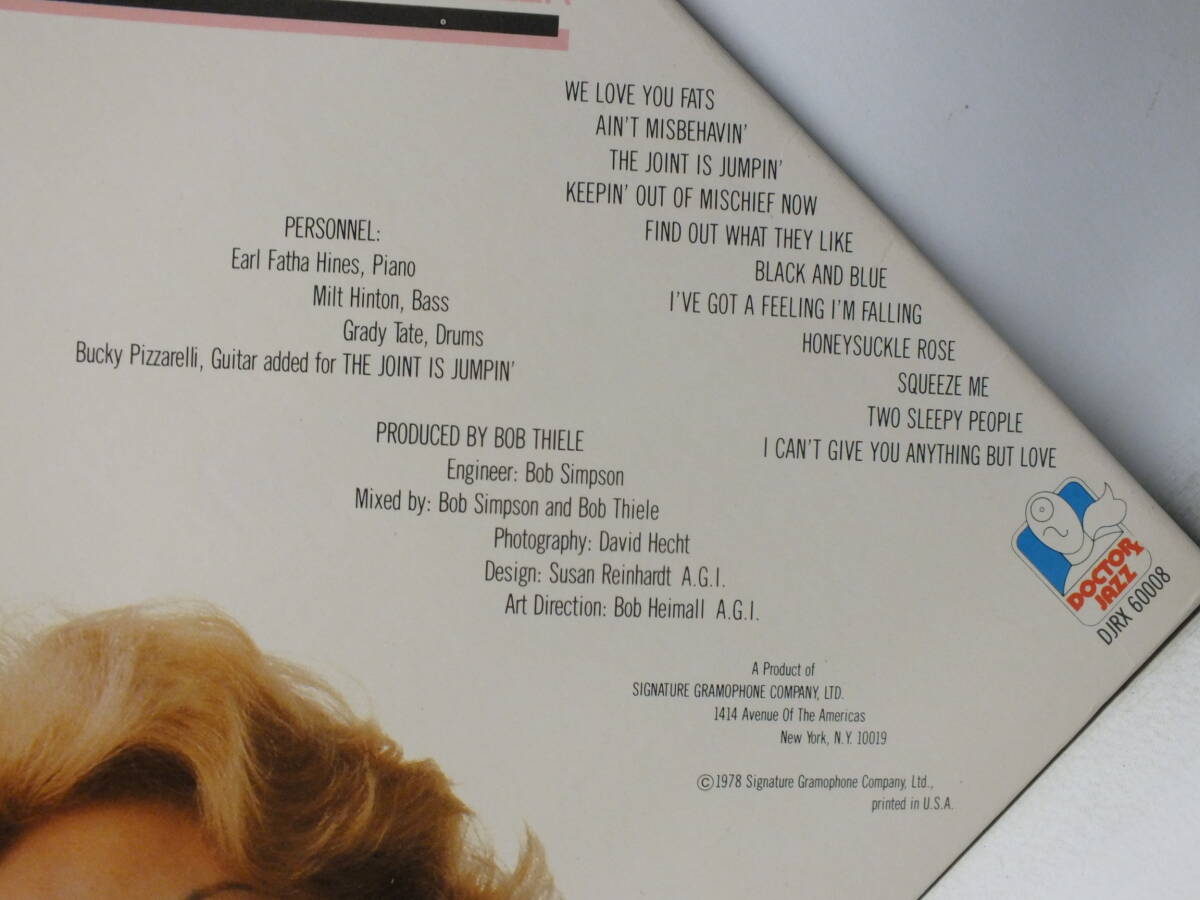 WE LOVE YOU FATS
AIN'T MISBEHAVIN'
THE JOINT IS JUMPIN'
KEEPIN' OUT OF MISCHIEF NOW
FIND OUT WHAT THEY LIKE
BLACK AND BLUE
I'VE GOT A FEELING I'M FALLING
HONEYSUCKLE ROSE
SQUEEZE ME
TWO SLEEPY PEOPLE
I CAN'T GIVE YOU ANYTHING BUT LOVE
PERSONNEL:
Earl Fatha Hines, Piano
Milt Hinton, Bass
Grady Tate, Drums
Bucky Pizzarelli, Guitar added for THE JOINT IS JUMPIN'
PRODUCED BY BOB THIELE
Engineer: Bob Simpson
Mixed by: Bob Simpson and Bob Thiele
Photography: David Hecht
Design: Susan Reinhardt A.G.I.
Art Direction: Bob Heimall A.G.I.
DOCTOR
JAZZ
DJRX 60008
A Product of
SIGNATURE GRAMOPHONE COMPANY, LTD.
1414 Avenue Of The Americas
New York, N.Y. 10019
©1978 Signature Gramophone Company, Ltd.,
printed in U.S.A.